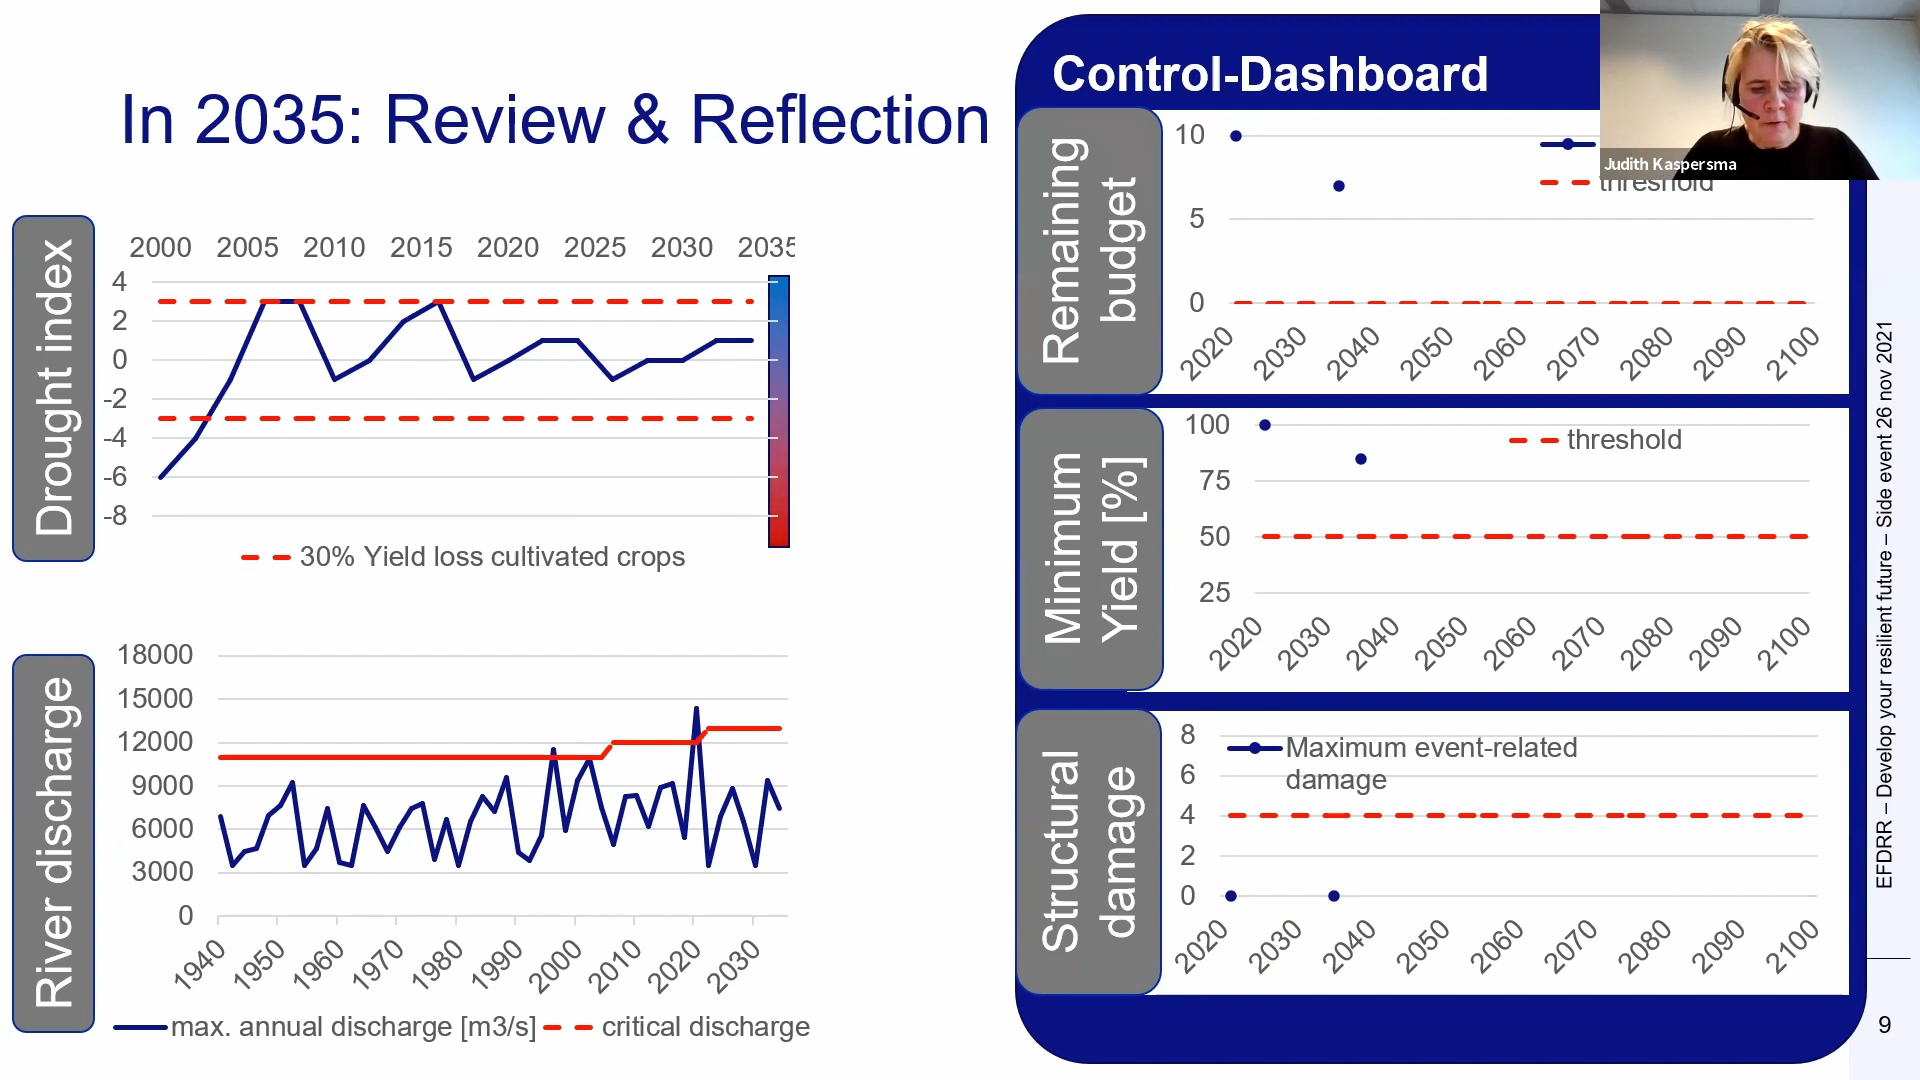 In 2035: Review & Reflection
Drought index
2000 2005 2010 2015 2020 2025 2030 2035
4
2
0
-2
-4
-6
-8
30% Yield loss cultivated crops
River discharge
18000
15000
12000
9000
6000
3000
0
1940 1950 1960 1970 1980 1990 2000 2010 2020 2030
max. annual discharge [m3/s] critical discharge
Control-Dashboard
Remaining
budget
10
5
0
threshold
2020 2030 2040 2050 2060 2070 2080 2090 2100
Minimum
Yield [%]
100
75
50
25
threshold
2020 2030 2040 2050 2060 2070 2080 2090 2100
Structural
damage
8
6
4
2
0
Maximum event-related
damage
2020 2030 2040 2050 2060 2070 2080 2090 2100
Judith Kaspersma
EFDRR – Develop your resilient future – Side event 26 nov 2021
9